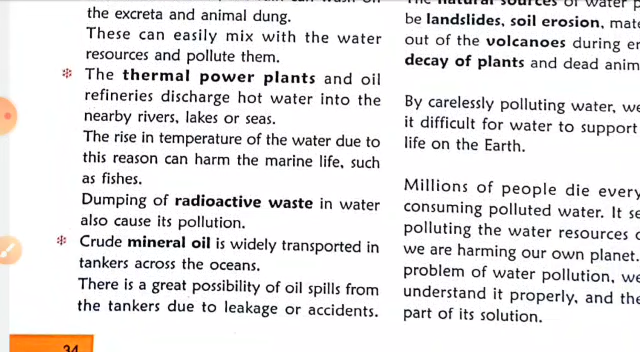 the excreta and animal dung.
These can easily mix with the water
resources and pollute them.
* The thermal power plants and oil
refineries discharge hot water into the
nearby rivers, lakes or seas.
The rise in temperature of the water due to
this reason can harm the marine life, such
as fishes.
Dumping of radioactive waste in water
also cause its pollution.
* Crude mineral oil is widely transported in
tankers across the oceans.
There is a great possibility of oil spills from
the tankers due to leakage or accidents.
34
The natural sources of water
be landslides, soil erosion,
out of the volcanoes during
decay of plants and dead
By carelessly polluting water,
it difficult for water to support
life on the Earth.
Millions of people die every
consuming polluted water. It
polluting the water resources
we are harming our own planet.
problem of water pollution,
understand it properly, and
part of its solution.